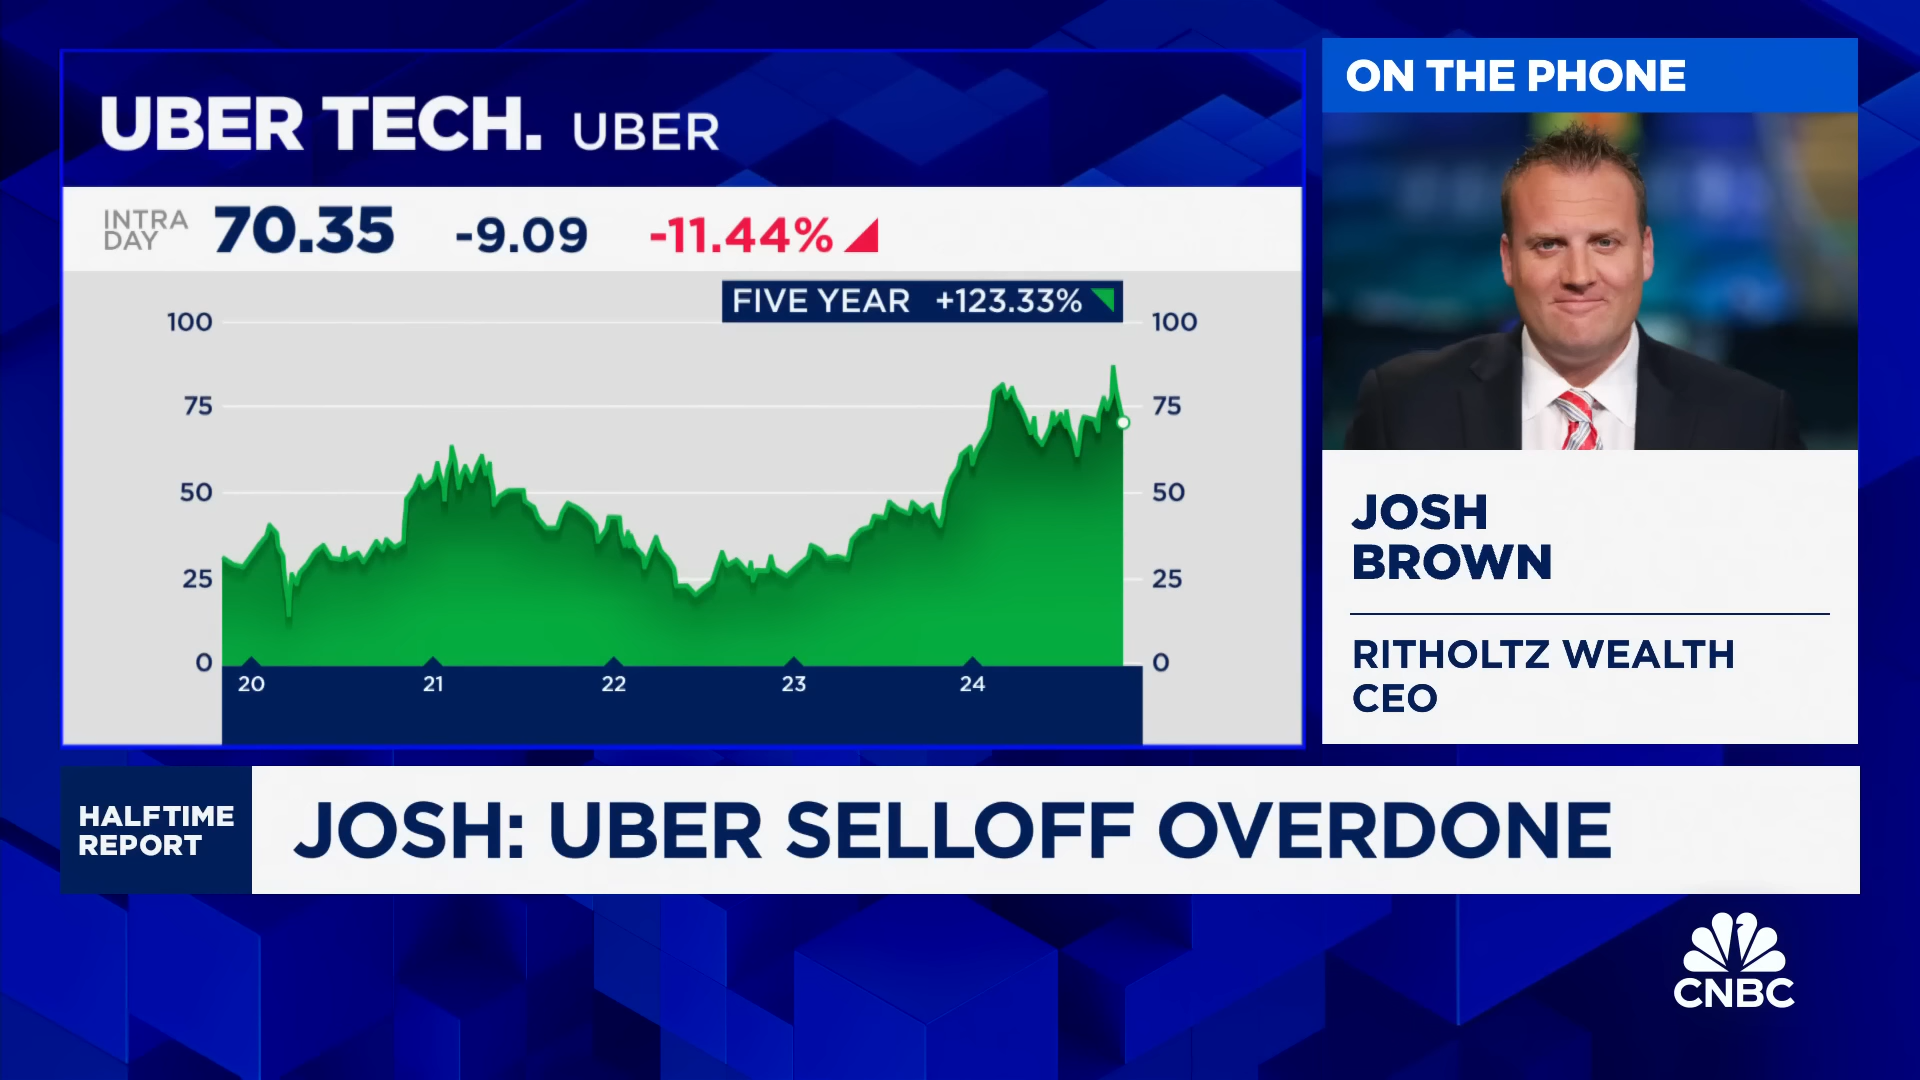 UBER TECH. UBER
INTRA
DAY
70.35 -9.09 -11.44%
FIVE YEAR +123.33%
100 100
75 75
50 50
25 25
0 0
20 21 22 23 24
ON THE PHONE
JOSH
BROWN
RITHOLTZ WEALTH
CEO
HALFTIME
REPORT
JOSH: UBER SELLOFF OVERDONE
CNBC